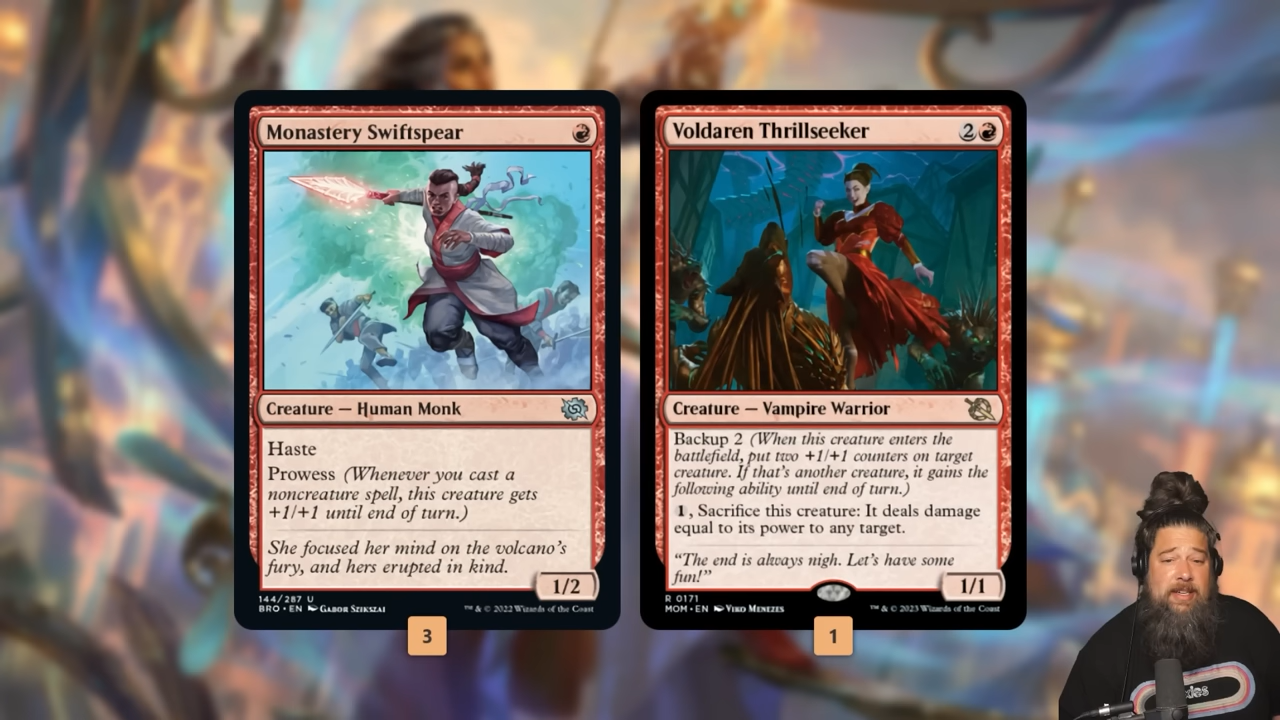 Monastery Swiftspear
Creature — Human Monk
Haste
Prowess (Whenever you cast a
noncreature spell, this creature gets
+1/+1 until end of turn.)
She focused her mind on the volcano's
fury, and hers erupted in kind.
1/2
144/287 U
BRO • EN Gabor Szikszai
™ & © 2022 Wizards of the Coast
3
Voldaren Thrillseeker
2
Creature — Vampire Warrior
Backup 2 (When this creature enters the
battlefield, put two +1/+1 counters on target
creature. If that's another creature, it gains the
following ability until end of turn.)
1, Sacrifice this creature: It deals damage
equal to its power to any target.
“The end is always nigh. Let's have some
fun!”
1/1
R 0171
MOM • EN Viko Menezes
™ & © 2023 Wizards of the Coast
1